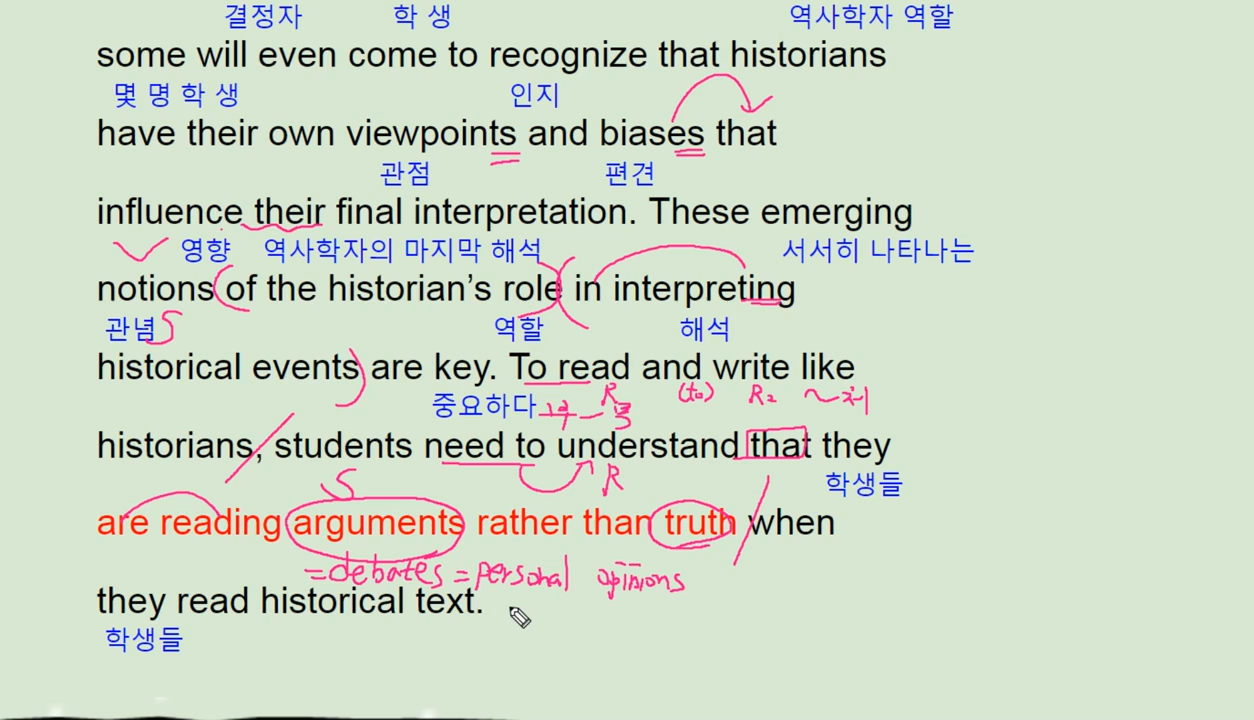 결정자 학 생 역사학자 역할
some will even come to recognize that historians
몇 명 학 생 인지
have their own viewpoints and biases that
관점 편견
influence their final interpretation. These emerging
영향 역사학자의 마지막 해석 서서히 나타나는
notions of the historian's role in interpreting
관념 S 역할 해석
historical events are key. To read and write like
중요하다 R (to) R₂
historians, students need to understand that they
S R 학생들
are reading arguments rather than truth when
=debates = personal opinions
they read historical text.
학생들